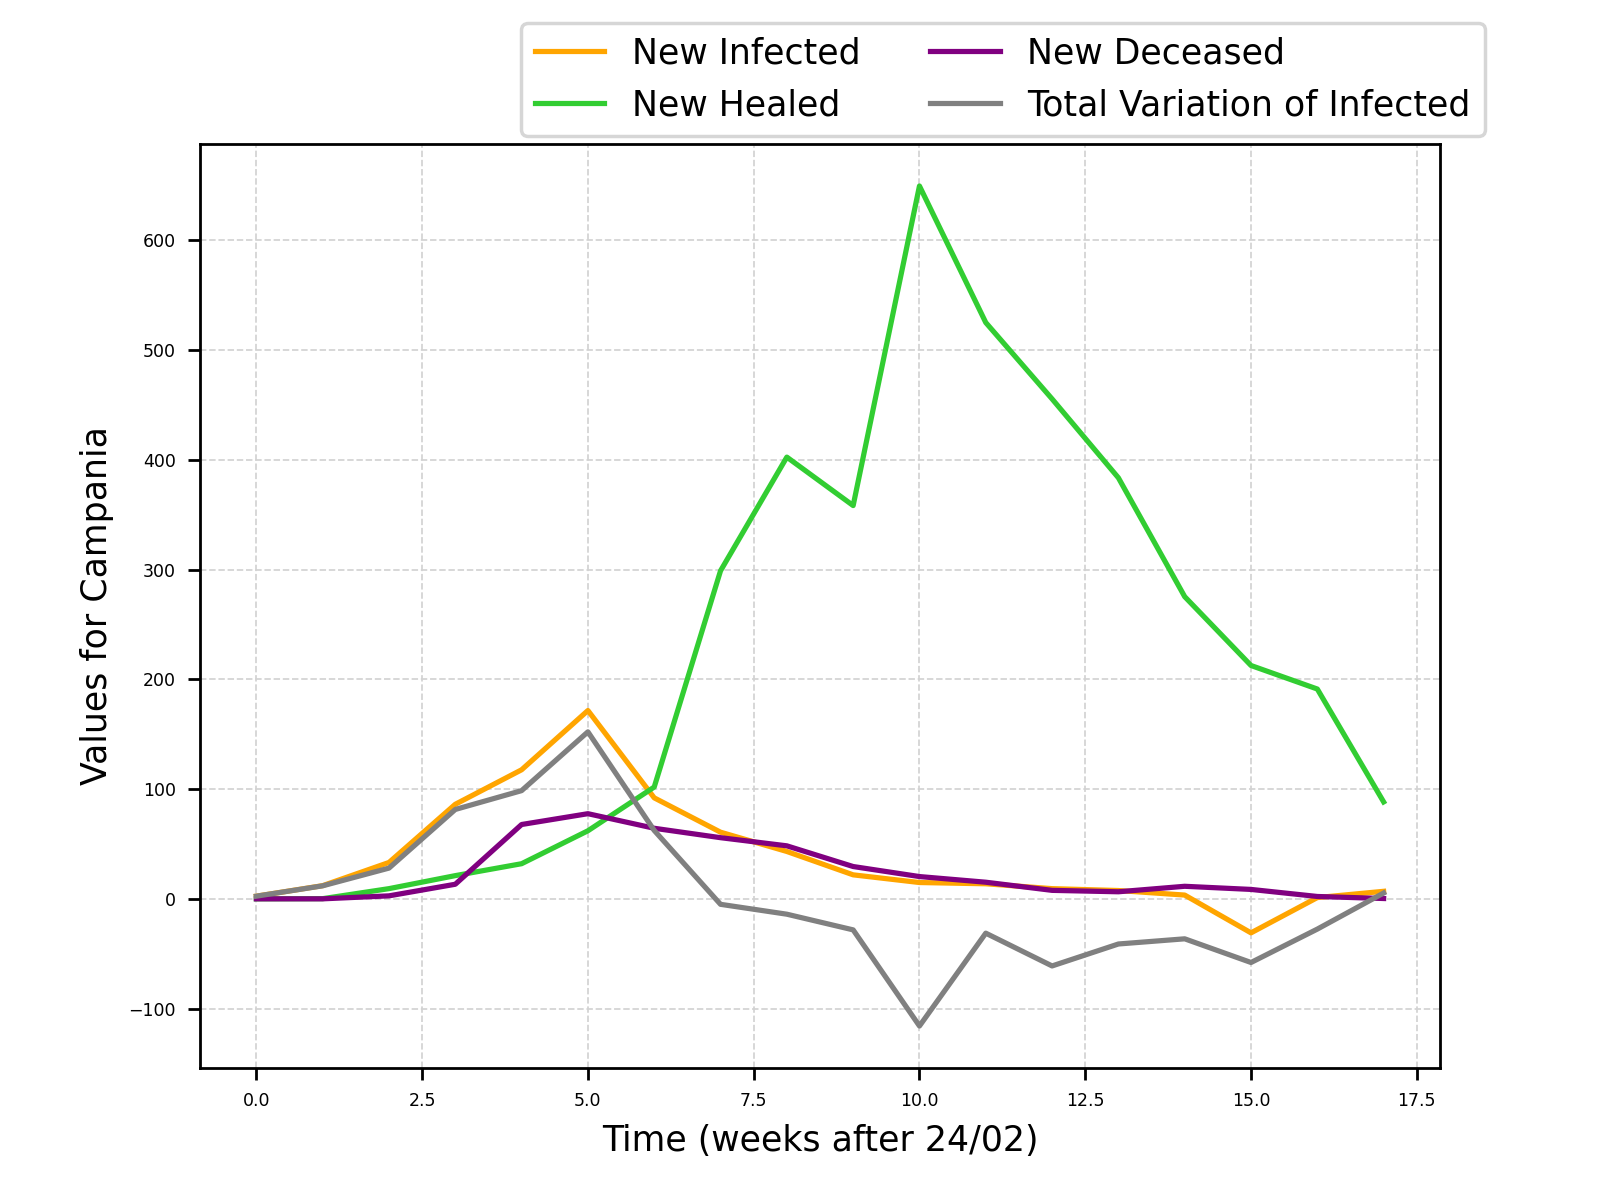 New Infected
New Healed
New Deceased
Total Variation of Infected
Values for Campania
600
500
400
300
200
100
0
−100
0.0 2.5 5.0 7.5 10.0 12.5 15.0 17.5
Time (weeks after 24/02)